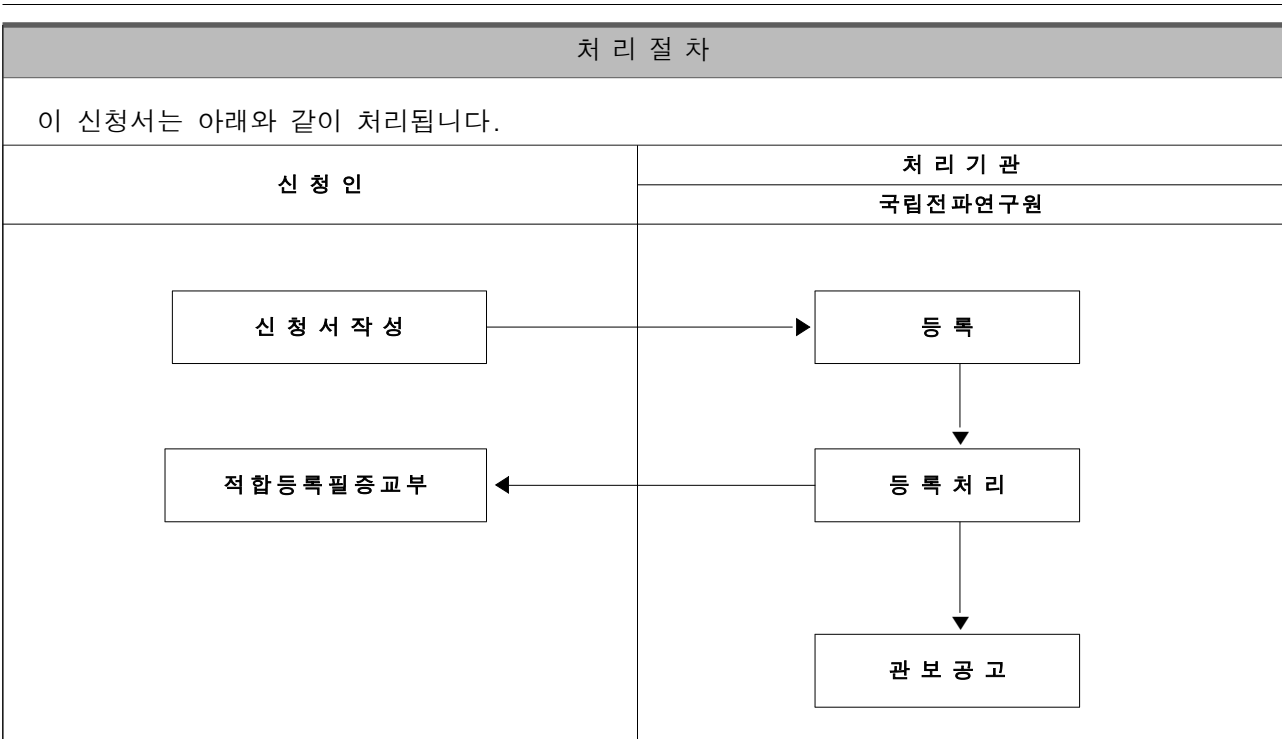 처 리 절 차
이 신청서는 아래와 같이 처리됩니다.
신 청 인
처 리 기 관
국립전파연구원
신 청 서 작 성
등 록
적합등록필증교부
등 록 처 리
관 보 공 고